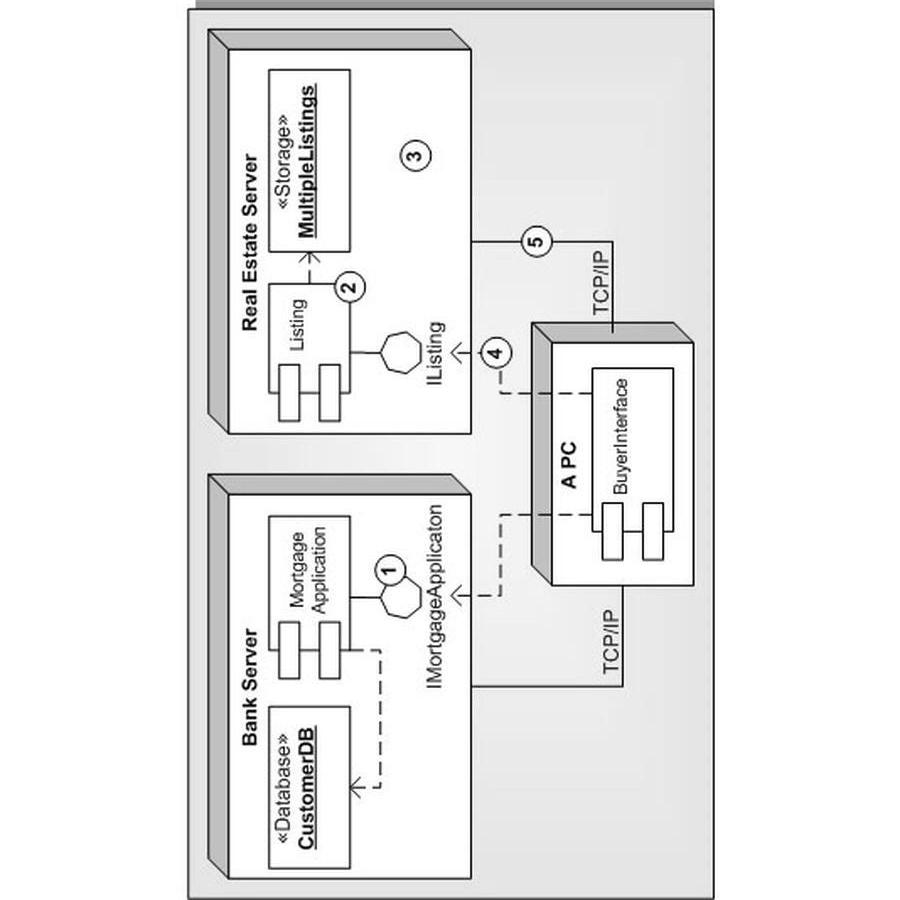 Bank Server
«Database»
CustomerDB
Mortgage
Application
1
IMortgageApplicaton
Real Estate Server
Listing
2
«Storage»
MultipleListings
3
IListing
4
5
TCP/IP
TCP/IP
A PC
BuyerInterface